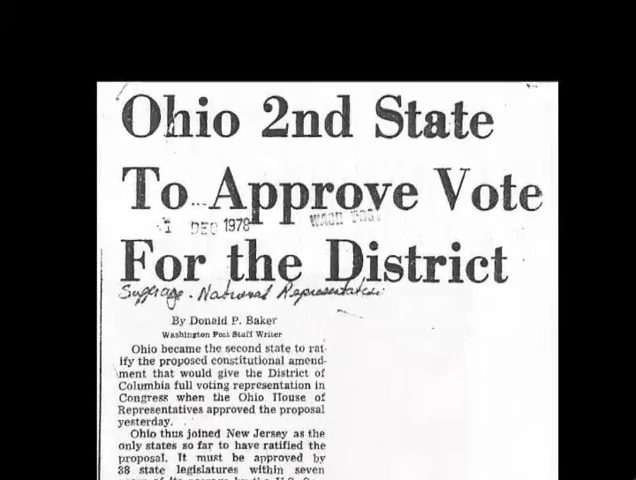 Ohio 2nd State
To Approve Vote
1 DEC 1978 WASH POST
For the District
Suffrage - National Representation
By Donald P. Baker
Washington Post Staff Writer
Ohio became the second state to rat-
ify the proposed constitutional amend-
ment that would give the District of
Columbia full voting representation in
Congress when the Ohio House of
Representatives approved the proposal
yesterday.
Ohio thus joined New Jersey as the
only states so far to have ratified the
proposal. It must be approved by
38 state legislatures within seven